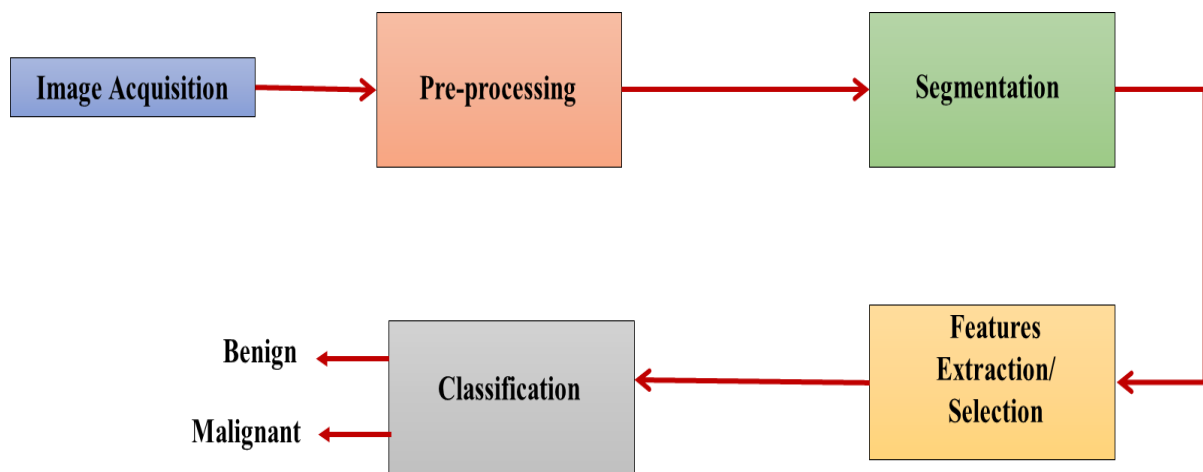 Image Acquisition
Pre-processing
Segmentation
Features
Extraction/
Selection
Classification
Benign
Malignant